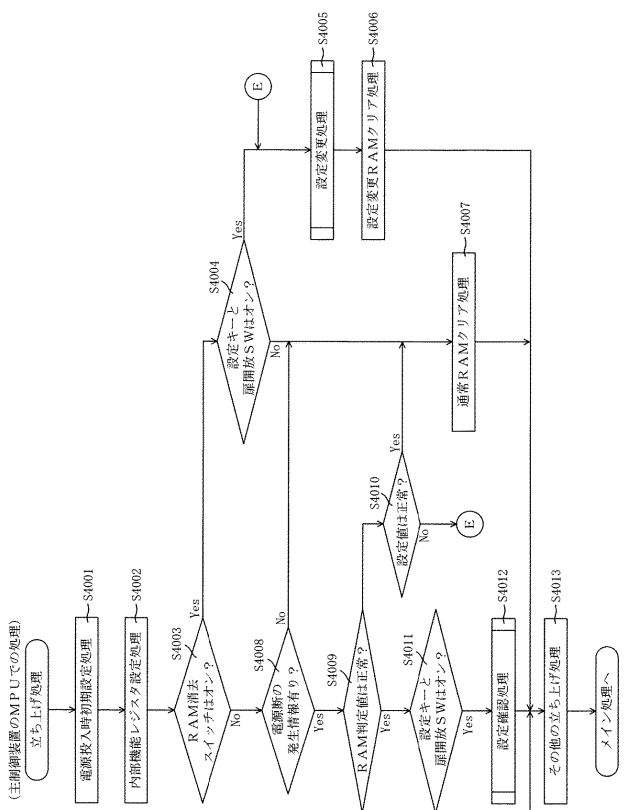 (主制御装置のMPUでの処理)
立ち上げ処理
電源投入時初期設定処理
S4001
内部機能レジスタ設定処理
S4002
RAM消去
スイッチはオン?
S4003
Yes
No
設定キーと
扉開放SWはオン?
S4004
Yes
No
E
設定変更処理
S4005
設定変更RAMクリア処理
S4006
通常RAMクリア処理
S4007
電源断の
発生情報有り?
S4008
No
Yes
RAM判定値は正常?
S4009
Yes
設定値は正常?
S4010
Yes
No
E
設定キーと
扉開放SWはオン?
S4011
Yes
設定確認処理
S4012
その他の立ち上げ処理
S4013
メイン処理へ